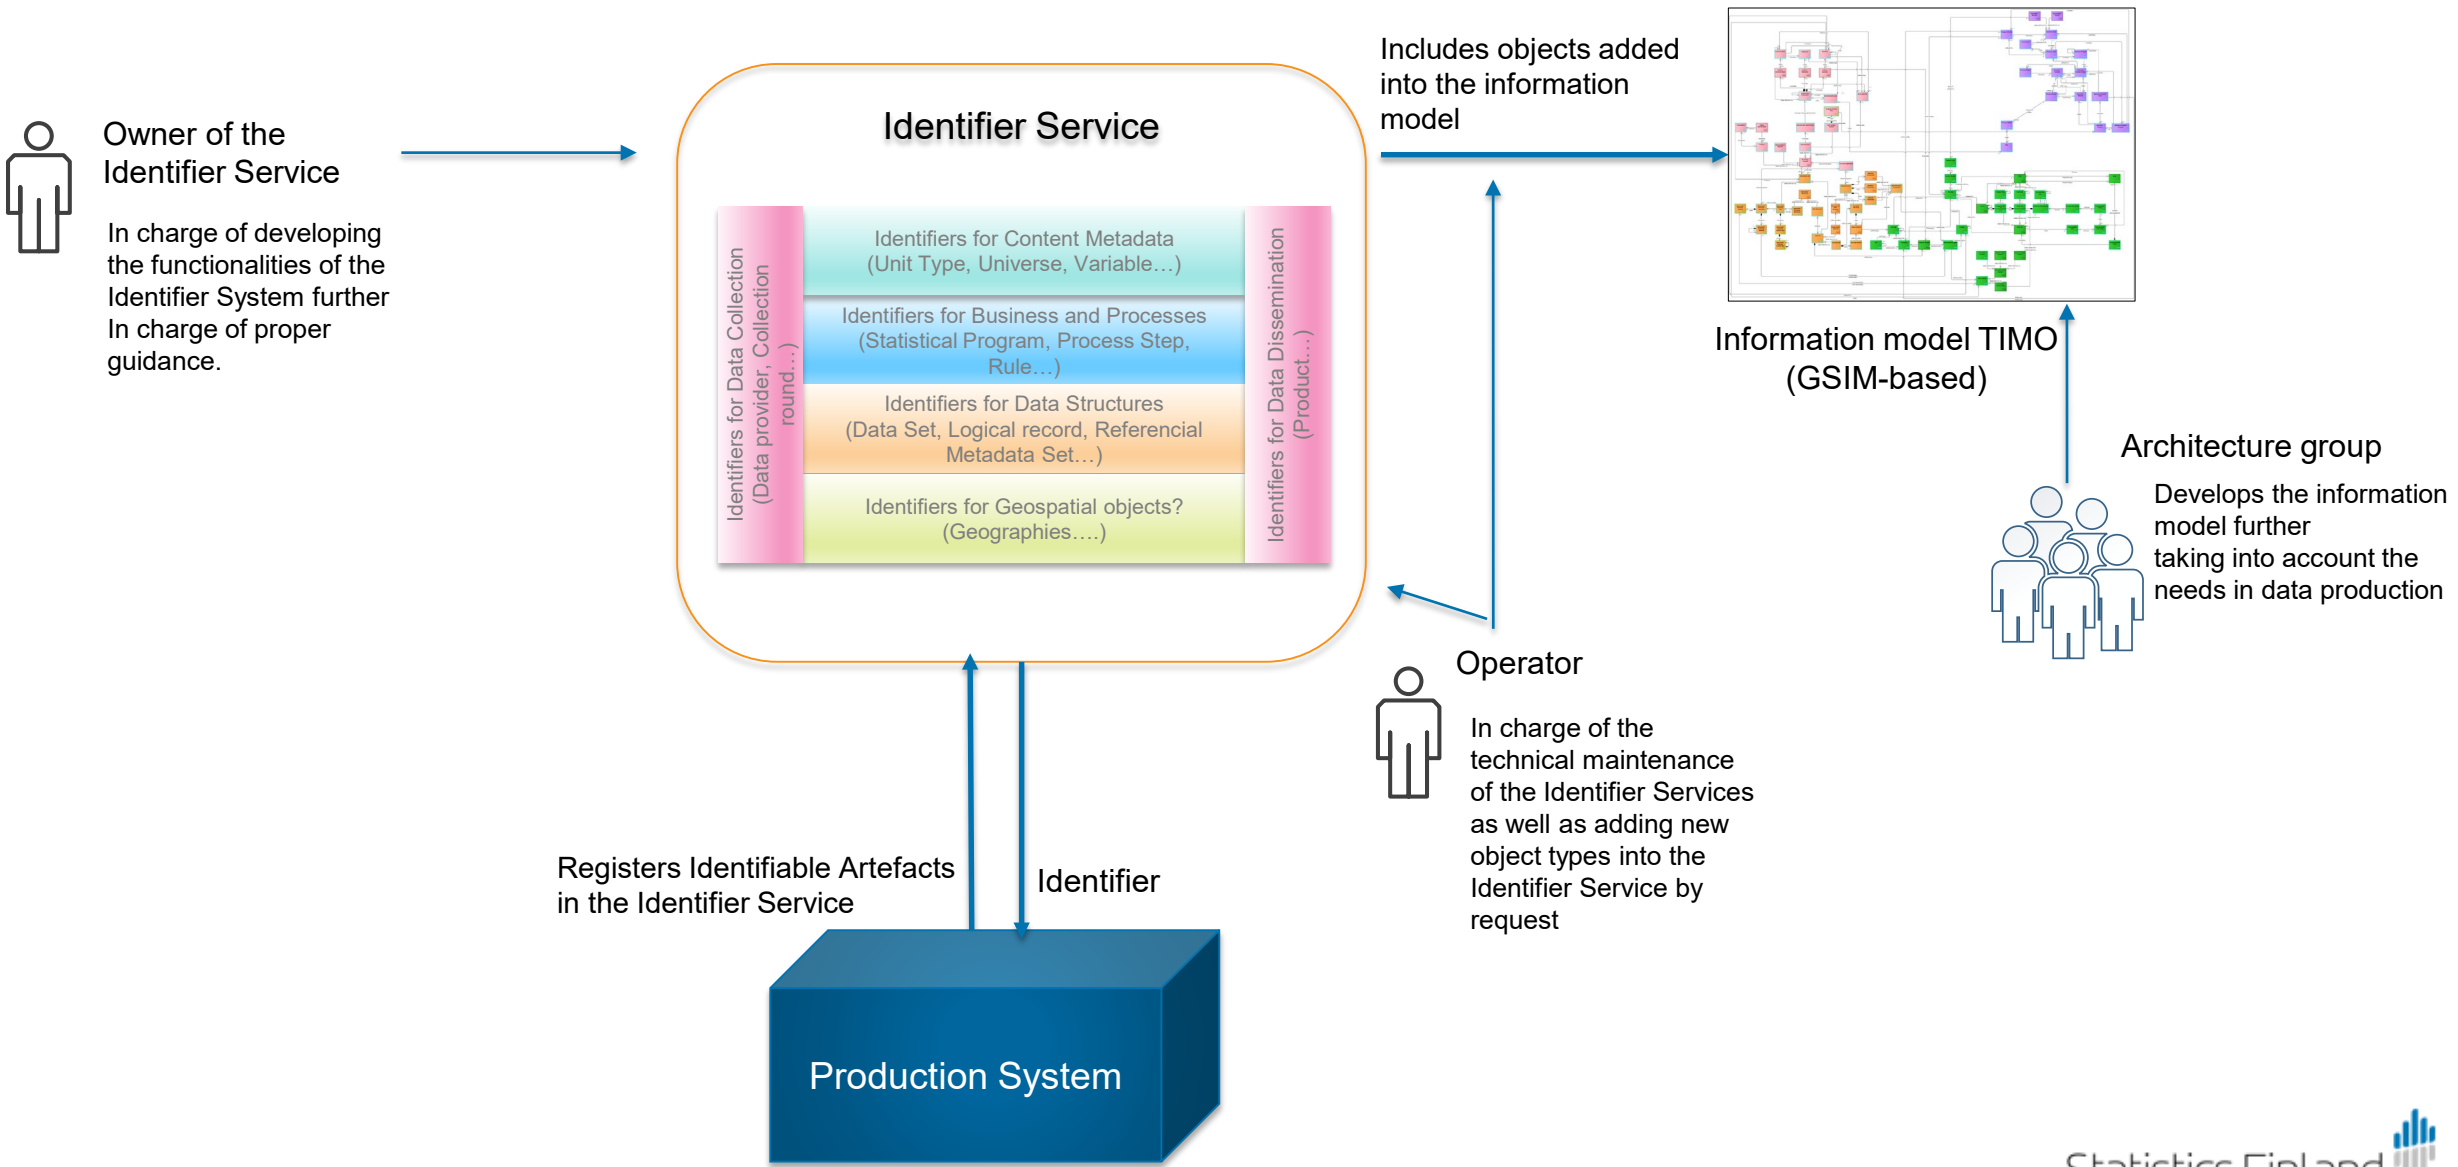 Owner of the
Identifier Service
In charge of developing
the functionalities of the
Identifier System further
In charge of proper
guidance.
Identifier Service
Identifiers for Data Collection
(Data provider, Collection
round…)
Identifiers for Content Metadata
(Unit Type, Universe, Variable…)
Identifiers for Business and Processes
(Statistical Program, Process Step,
Rule…)
Identifiers for Data Structures
(Data Set, Logical record, Referencial
Metadata Set…)
Identifiers for Geospatial objects?
(Geographies….)
Identifiers for Data Dissemination
(Product…)
Includes objects added
into the information
model
Information model TIMO
(GSIM-based)
Architecture group
Develops the information
model further
taking into account the
needs in data production
Operator
In charge of the
technical maintenance
of the Identifier Services
as well as adding new
object types into the
Identifier Service by
request
Registers Identifiable Artefacts
in the Identifier Service
Identifier
Production System
Statistics Finland